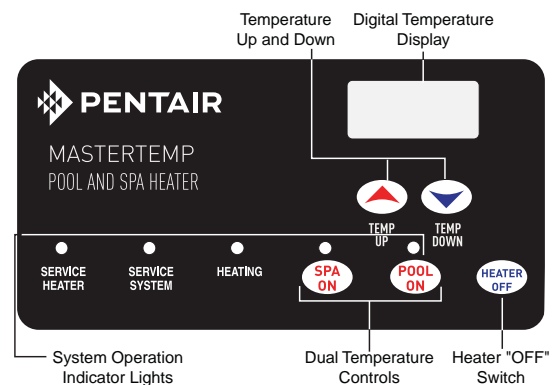 Temperature
Up and Down
Digital Temperature
Display
PENTAIR
MASTERTEMP
POOL AND SPA HEATER
TEMP
UP
TEMP
DOWN
SERVICE
HEATER
SERVICE
SYSTEM
HEATING
SPA
ON
POOL
ON
HEATER
OFF
System Operation
Indicator Lights
Dual Temperature
Controls
Heater "OFF"
Switch